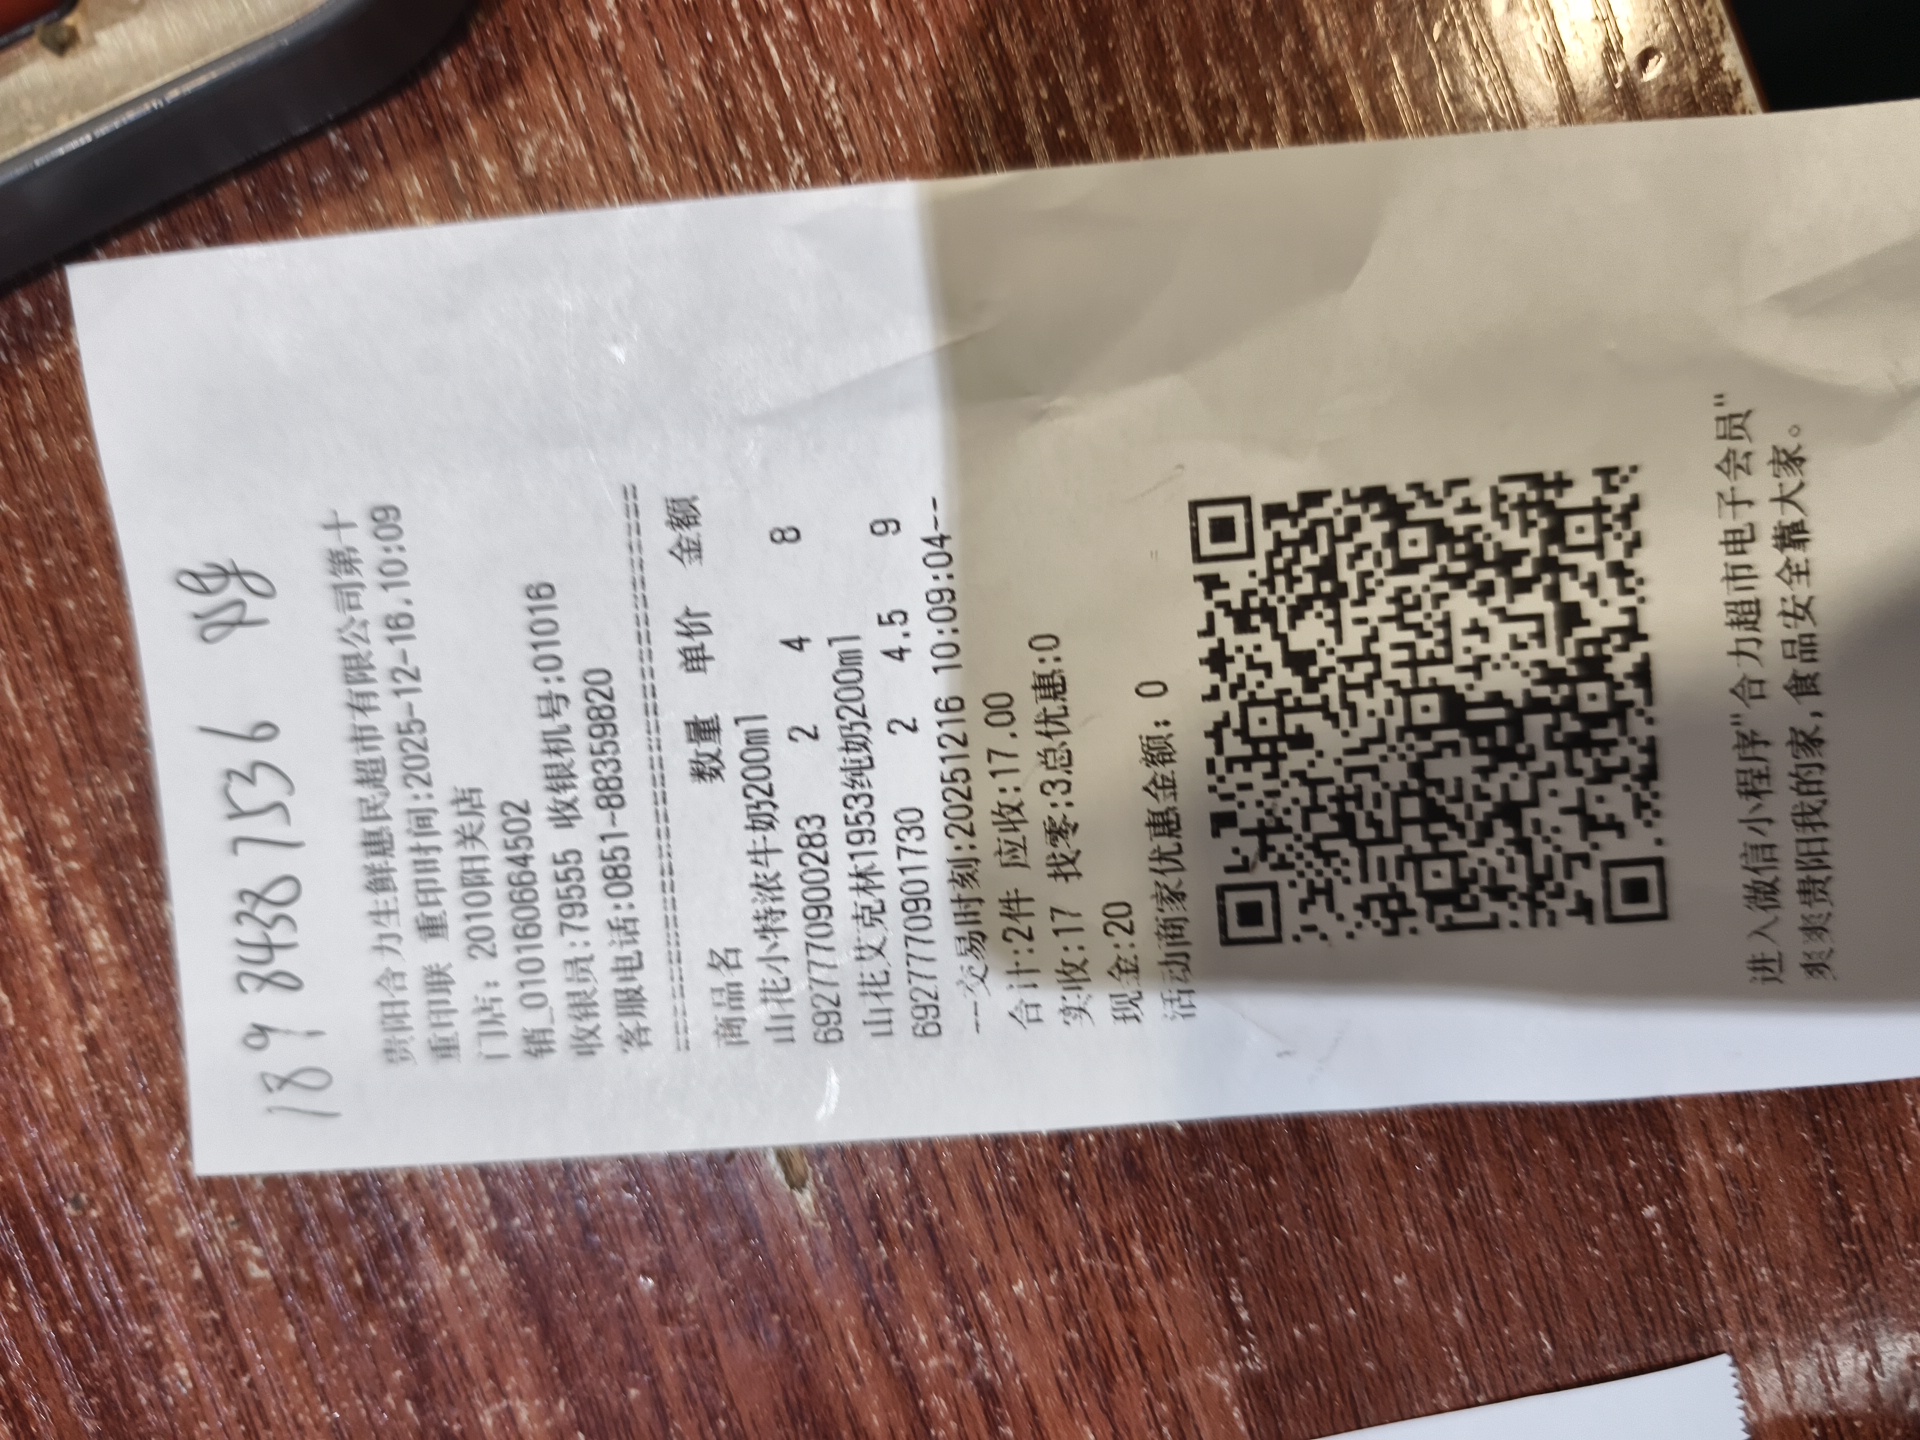 189 8438 7536
贵阳合力生鲜惠民超市有限公司第十
重印联 重印时间:2025-12-16.10:09
门店: 2010阳关店
销_010160664502
收银员:79555 收银机号:01016
客服电话:0851-88359820
商品名 数量 单价 金额
山花小特浓牛奶200ml
6927777090 0283 2 4 8
山花艾克林1953纯奶200ml
6927770901730 2 4.5 9
---交易时刻:20251216 10:09:04--
合计:2件 应收:17.00
实收:17 找零:3总优惠:0
现金:20
活动商家优惠金额: 0
进入微信小程序"合力超市电子会员"
爽爽贵阳我的家,食品安全靠大家。